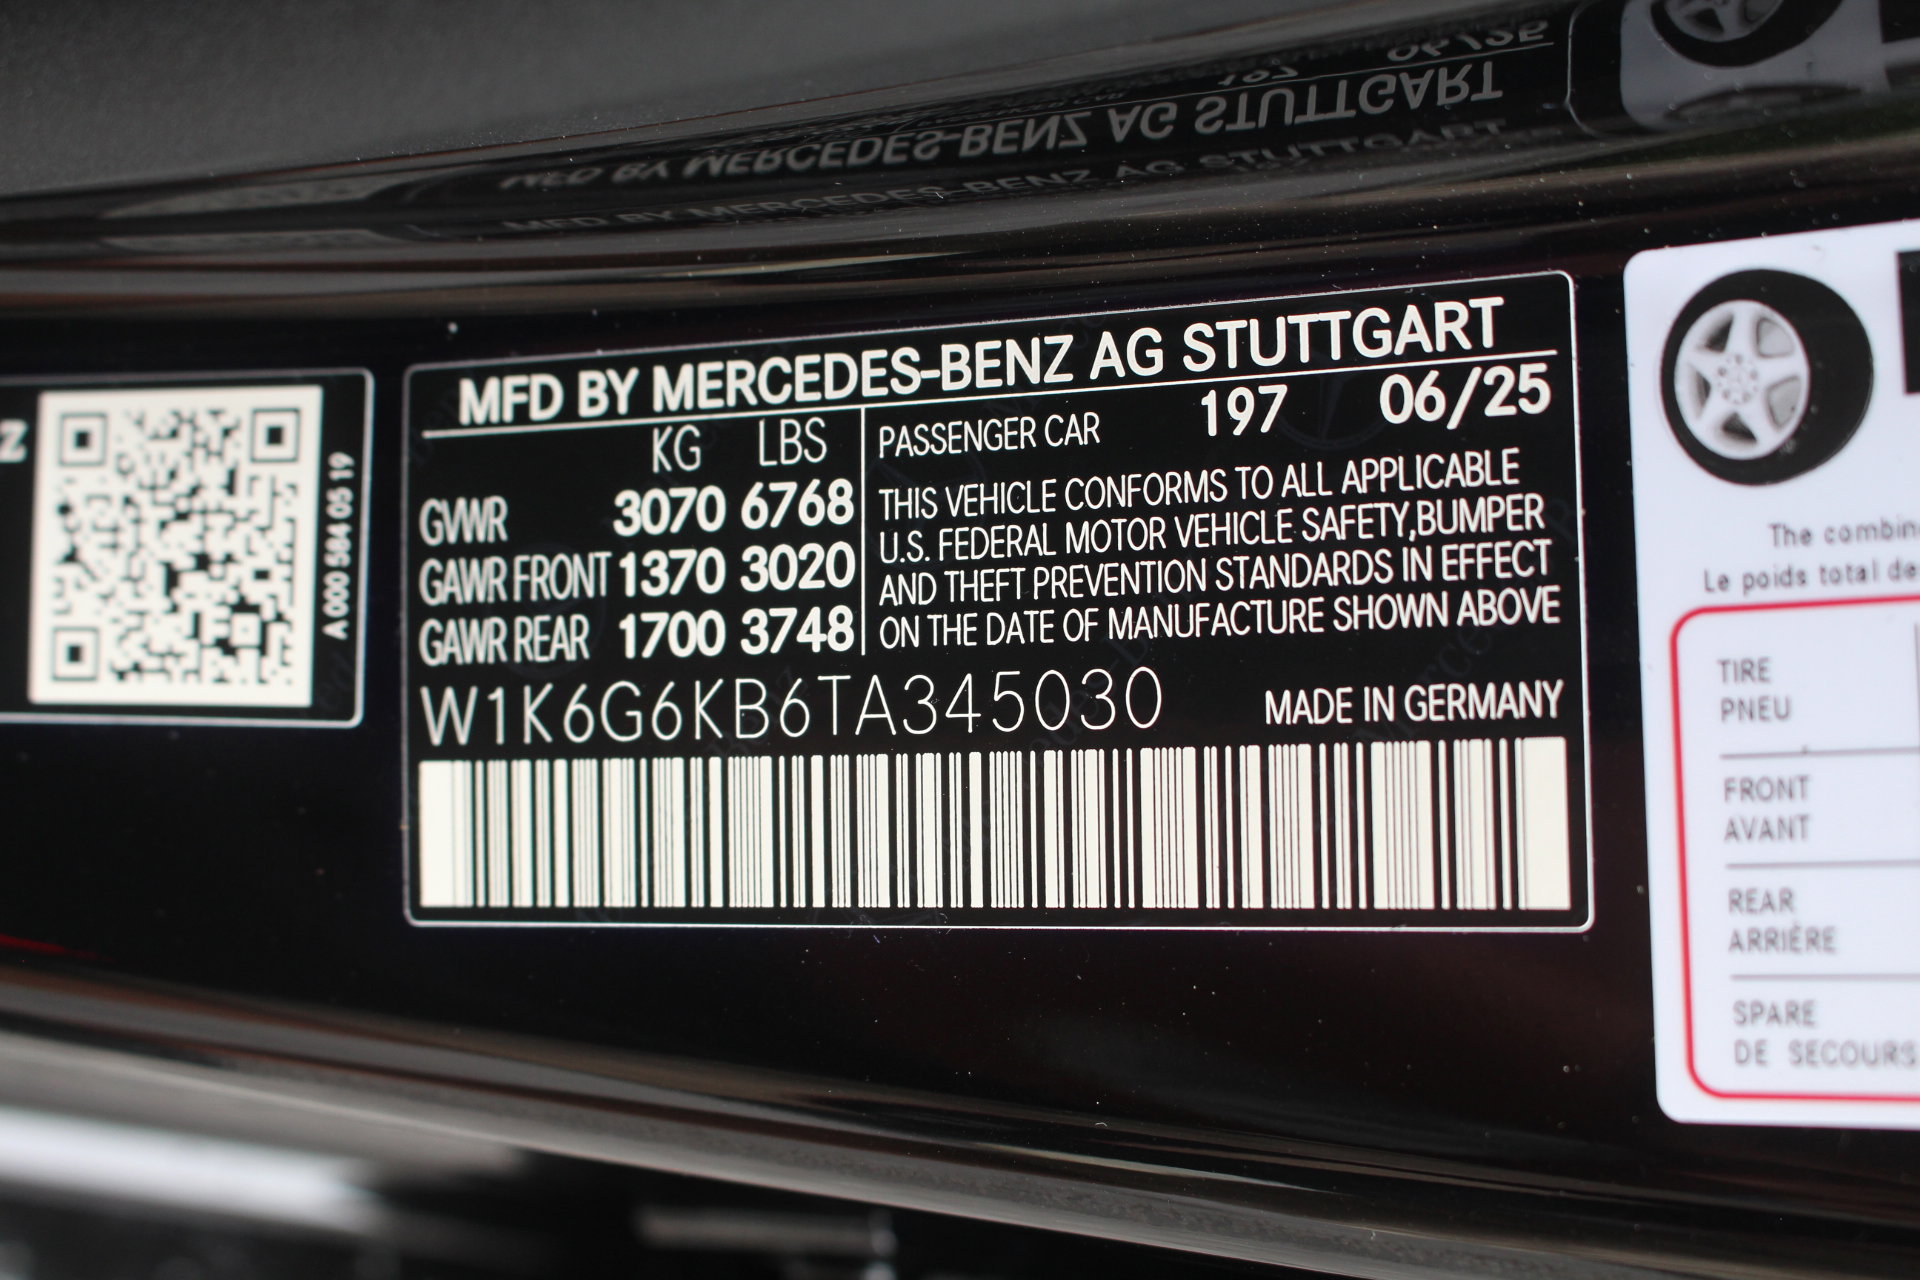 Z
A 000 584 05 19
MFD BY MERCEDES-BENZ AG STUTTGART
KG LBS
GVWR 3070 6768
GAWR FRONT 1370 3020
GAWR REAR 1700 3748
PASSENGER CAR 197 06/25
THIS VEHICLE CONFORMS TO ALL APPLICABLE
U.S. FEDERAL MOTOR VEHICLE SAFETY,BUMPER
AND THEFT PREVENTION STANDARDS IN EFFECT
ON THE DATE OF MANUFACTURE SHOWN ABOVE
W1K6G6KB6TA345030 MADE IN GERMANY
The combin
Le poids total de
TIRE
PNEU
FRONT
AVANT
REAR
ARRIÈRE
SPARE
DE SECOURS